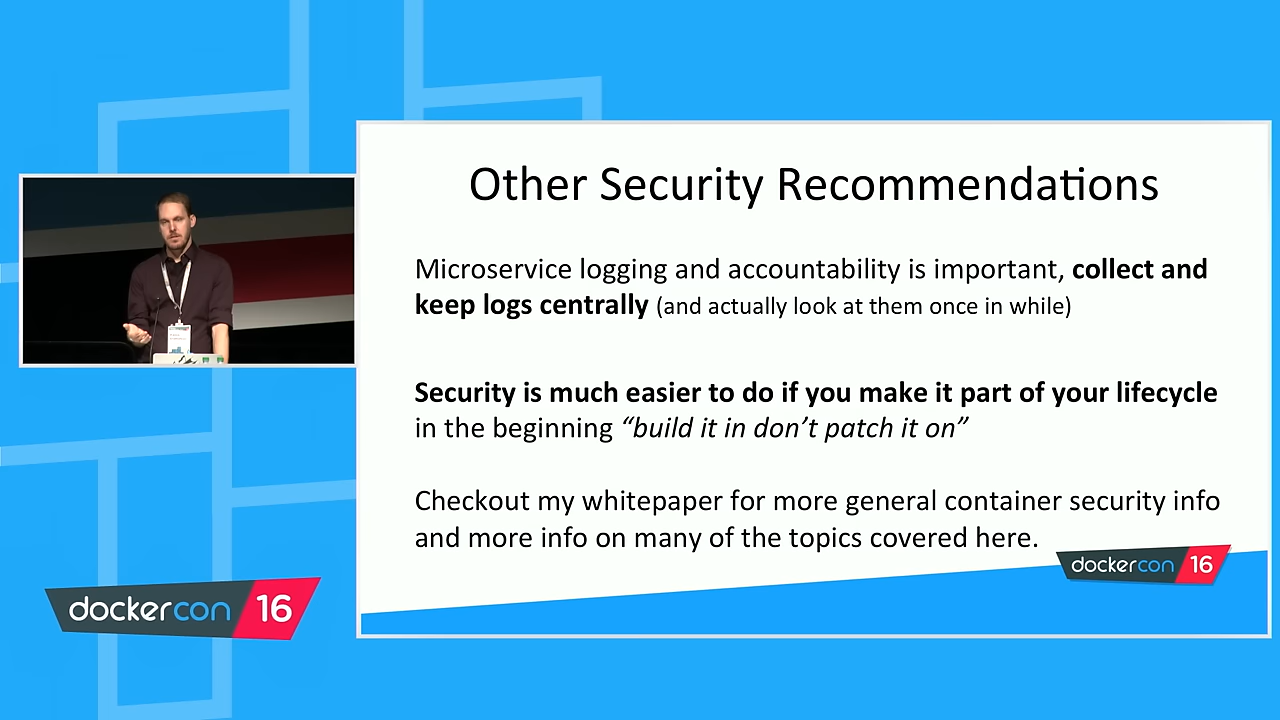 Other Security Recommendations
Microservice logging and accountability is important, collect and
keep logs centrally (and actually look at them once in while)
Security is much easier to do if you make it part of your lifecycle
in the beginning “build it in don’t patch it on”
Checkout my whitepaper for more general container security info
and more info on many of the topics covered here.
dockercon 16
dockercon 16